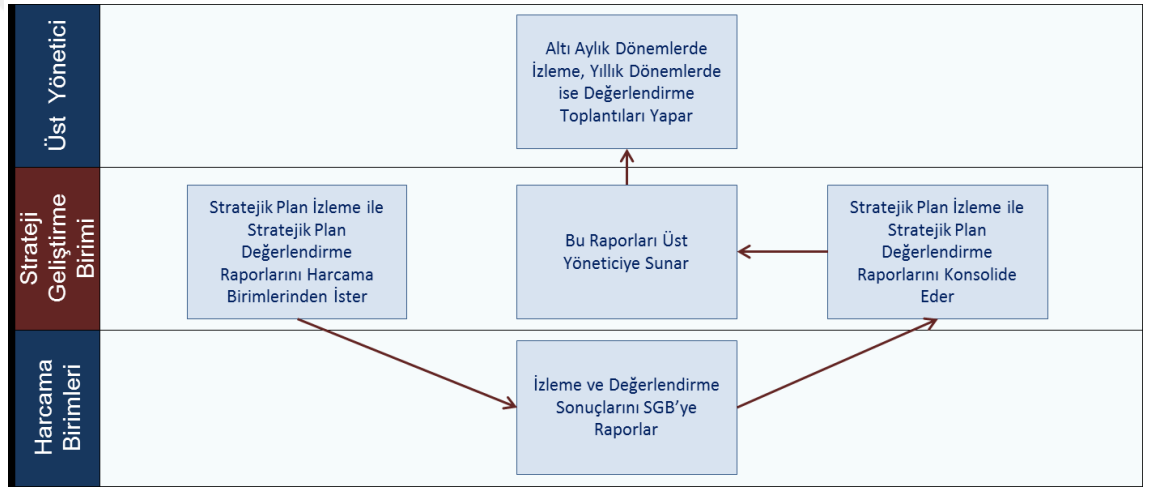 Üst Yönetici
Altı Aylık Dönemlerde
İzleme, Yıllık Dönemlerde
ise Değerlendirme
Toplantıları Yapar
Strateji
Geliştirme
Birimi
Stratejik Plan İzleme ile
Stratejik Plan
Değerlendirme
Raporlarını Harcama
Birimlerinden İster
Bu Raporları Üst
Yöneticiye Sunar
Stratejik Plan İzleme ile
Stratejik Plan
Değerlendirme
Raporlarını Konsolide
Eder
Harcama
Birimleri
İzleme ve Değerlendirme
Sonuçlarını SGB’ye
Raporlar